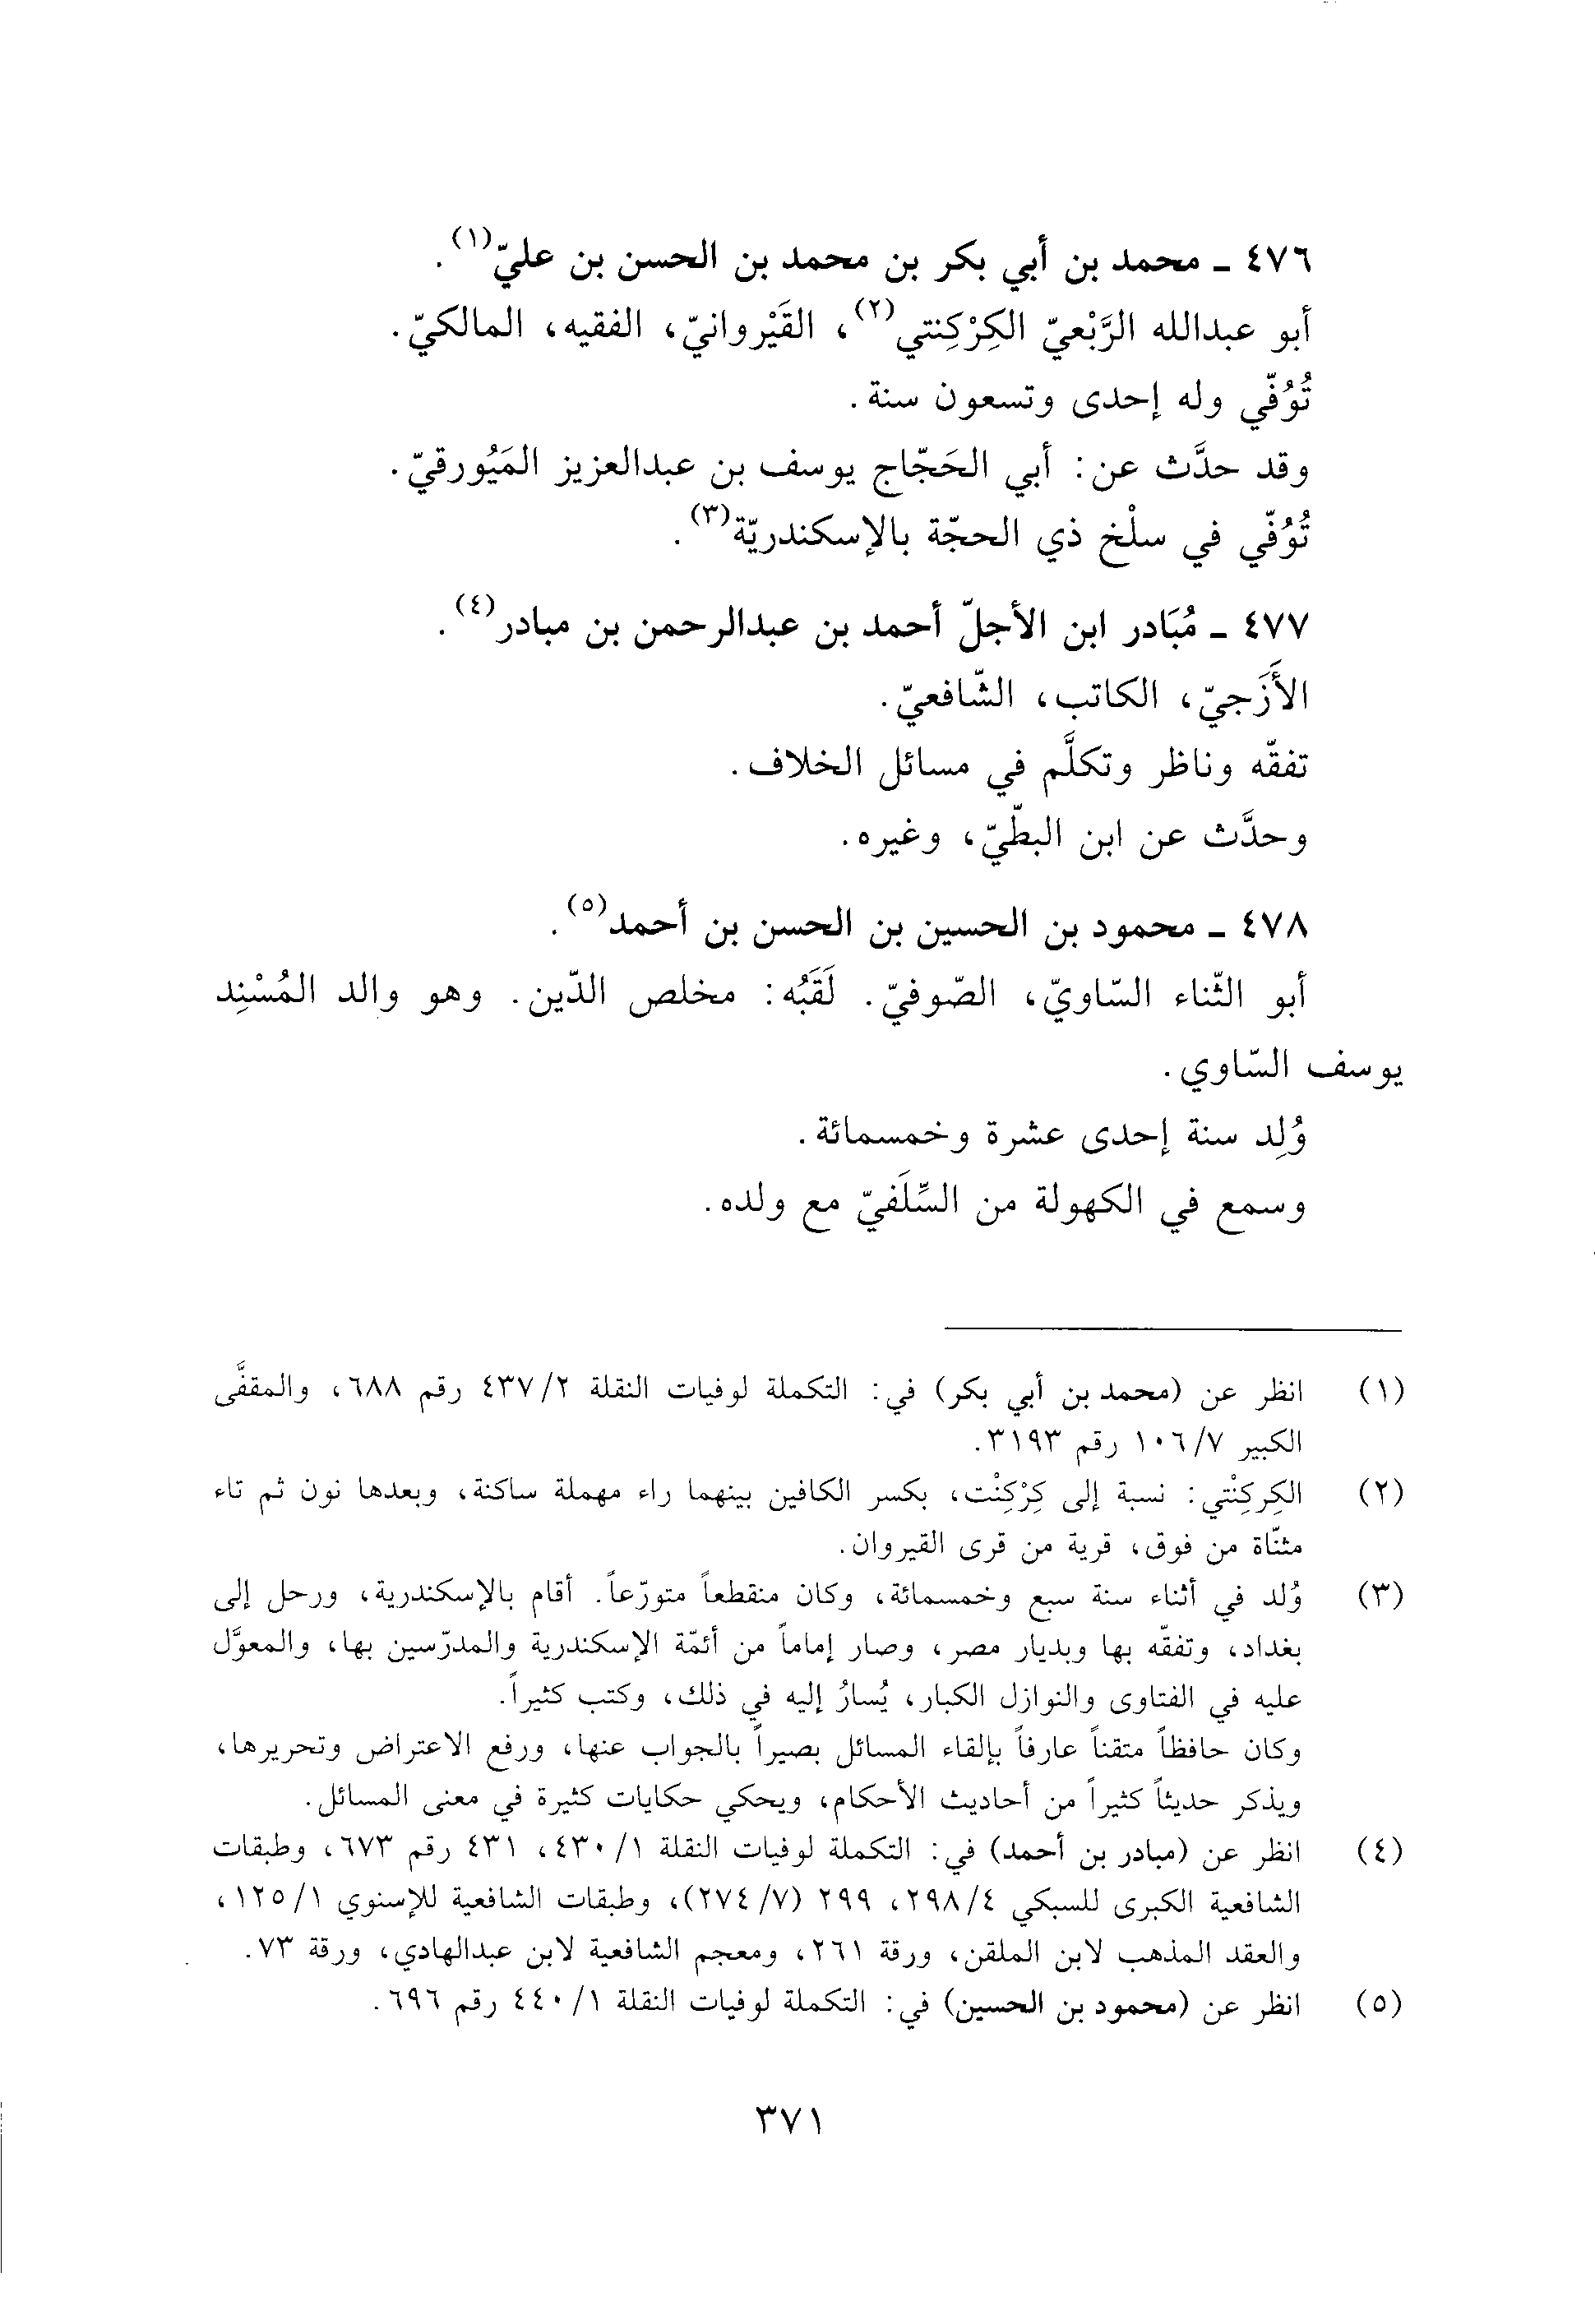 ٤٧٦ - محمد بن أبي بكر بن محمد بن الحسن بن عليّ(١).
أبو عبدالله الرَّبْعيّ الكِرْكِنتي(٢)، القَيْروانيّ، الفقيه، المالكيّ.
تُوُفّي وله إحدى وتسعون سنة.
وقد حدَّث عن: أبي الحَجّاج يوسف بن عبدالعزيز المَيُورقيّ.
تُوُفّي في سلْخ ذي الحجّة بالإسكندريّة(٣).
٤٧٧ - مُبَادر ابن الأجلّ أحمد بن عبدالرحمن بن مبادر(٤).
الأَزَجيّ، الكاتب، الشّافعيّ.
تفقّه وناظر وتكلَّم في مسائل الخلاف.
وحدَّث عن ابن البطّيّ، وغيره.
٤٧٨ - محمود بن الحسين بن الحسن بن أحمد(٥).
أبو الثّناء السّاويّ، الصّوفيّ. لَقَبُه: مخلص الدّين. وهو والد المُسْنِد
يوسف السّاوي.
وُلِد سنة إحدى عشرة وخمسمائة.
وسمع في الكهولة من السِّلَفيّ مع ولده.
(١) انظر عن (محمد بن أبي بكر) في: التكملة لوفيات النقلة ٤٣٧/٢ رقم ٦٨٨، والمقفَّى
الكبير ١٠٦/٧ رقم ٣١٩٣.
(٢) الكِركِنْتي: نسبة إلى كِرْكِنْت، بكسر الكافين بينهما راء مهملة ساكنة، وبعدها نون ثم تاء
مثنّاة من فوق، قرية من قرى القيروان.
(٣) وُلد في أثناء سنة سبع وخمسمائة، وكان منقطعاً متورّعاً. أقام بالإسكندرية، ورحل إلى
بغداد، وتفقّه بها وبديار مصر، وصار إماماً من أئمّة الإسكندرية والمدرّسين بها، والمعوَّل
عليه في الفتاوى والنوازل الكبار، يُسارُ إليه في ذلك، وكتب كثيراً.
وكان حافظاً متقناً عارفاً بإلقاء المسائل بصيراً بالجواب عنها، ورفع الاعتراض وتحريرها،
ويذكر حديثاً كثيراً من أحاديث الأحكام، ويحكي حكايات كثيرة في معنى المسائل.
(٤) انظر عن (مبادر بن أحمد) في: التكملة لوفيات النقلة ٤٣٠/١، ٤٣١ رقم ٦٧٣، وطبقات
الشافعية الكبرى للسبكي ٢٩٨/٤، ٢٩٩ (٢٧٤/٧)، وطبقات الشافعية للإسنوي ١٢٥/١،
والعقد المذهب لابن الملقن، ورقة ٢٦١، ومعجم الشافعية لابن عبدالهادي، ورقة ٧٣.
(٥) انظر عن (محمود بن الحسين) في: التكملة لوفيات النقلة ٤٤٠/١ رقم ٦٩٦.
٣٧١